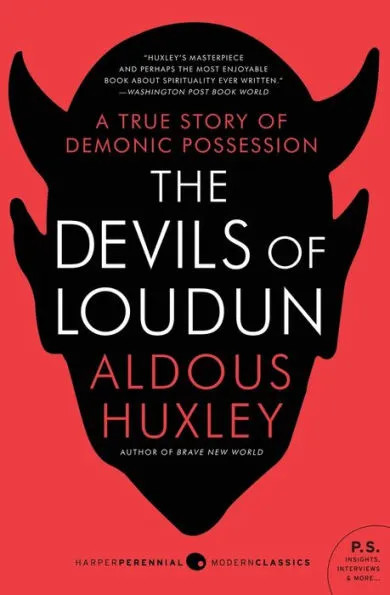 "HUXLEY'S MASTERPIECE
AND PERHAPS THE MOST ENJOYABLE
BOOK ABOUT SPIRITUALITY EVER WRITTEN."
—WASHINGTON POST BOOK WORLD
A TRUE STORY OF
DEMONIC POSSESSION
THE
DEVILS OF
LOUDUN
ALDOUS
HUXLEY
AUTHOR OF BRAVE NEW WORLD
P.S.
INSIGHTS,
INTERVIEWS
& MORE...
HARPERPERENNIAL MODERNCLASSICS